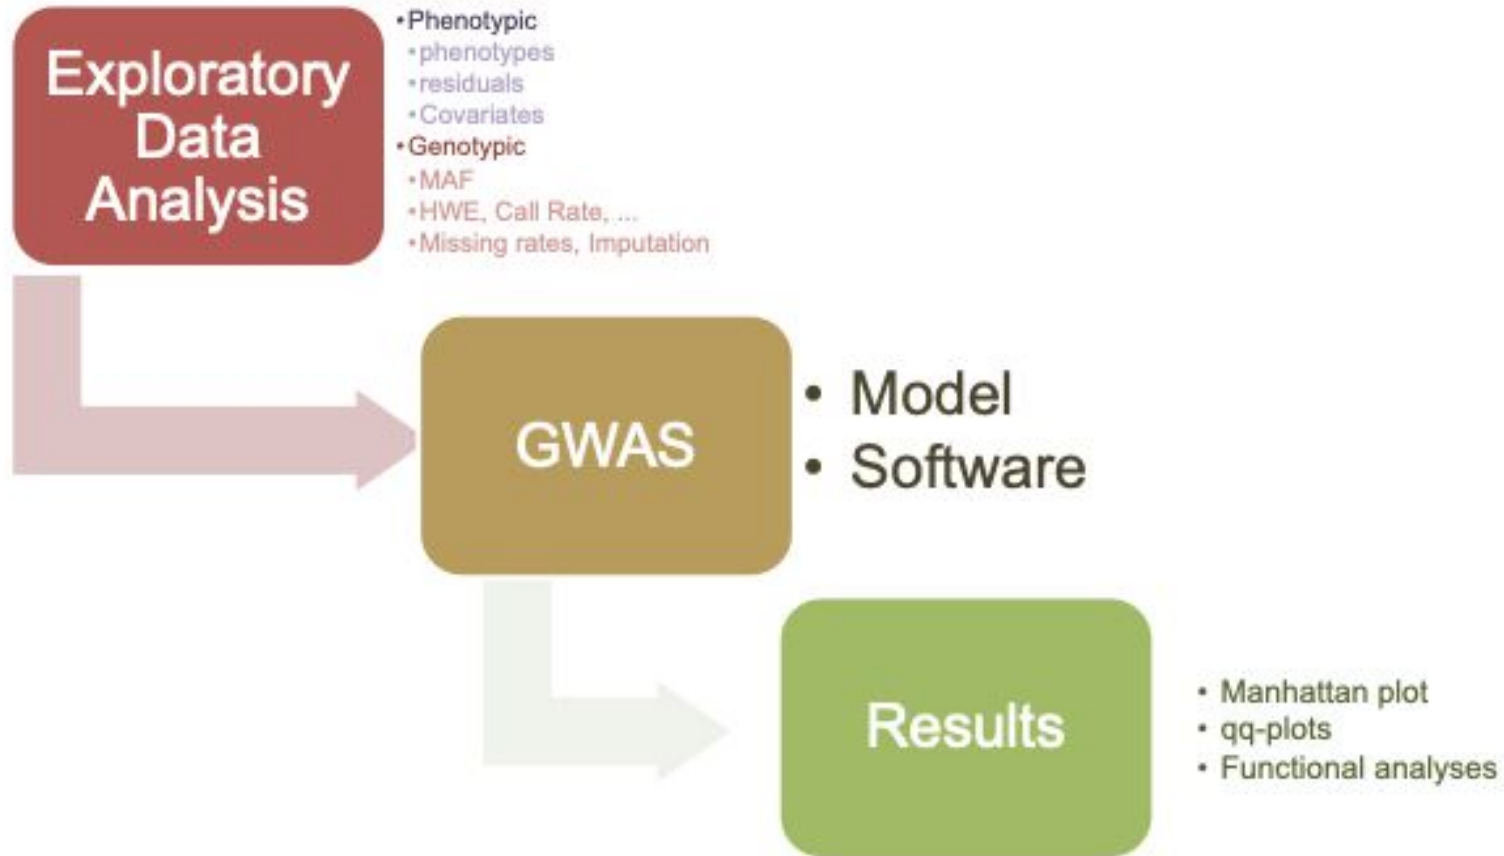 Exploratory
Data
Analysis
•Phenotypic
•phenotypes
•residuals
•Covariates
•Genotypic
•MAF
•HWE, Call Rate, ...
•Missing rates, Imputation
GWAS
• Model
• Software
Results
• Manhattan plot
• qq-plots
• Functional analyses